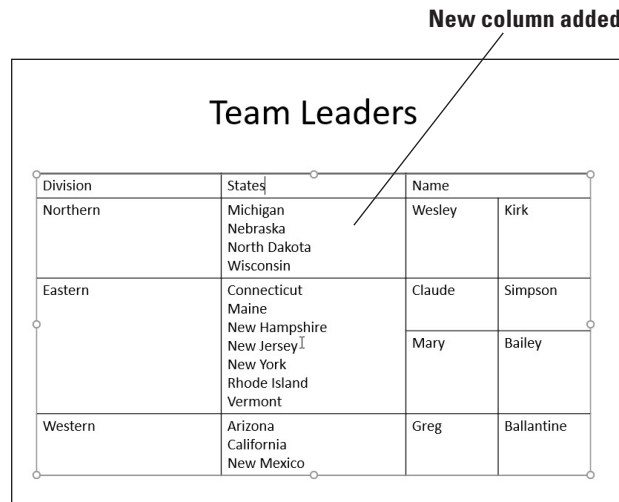 New column added
Team Leaders
Division States Name
Northern Michigan Wesley Kirk
Nebraska
North Dakota
Wisconsin
Eastern Connecticut Claude Simpson
Maine
New Hampshire
New Jersey Mary Bailey
New York
Rhode Island
Vermont
Western Arizona Greg Ballantine
California
New Mexico